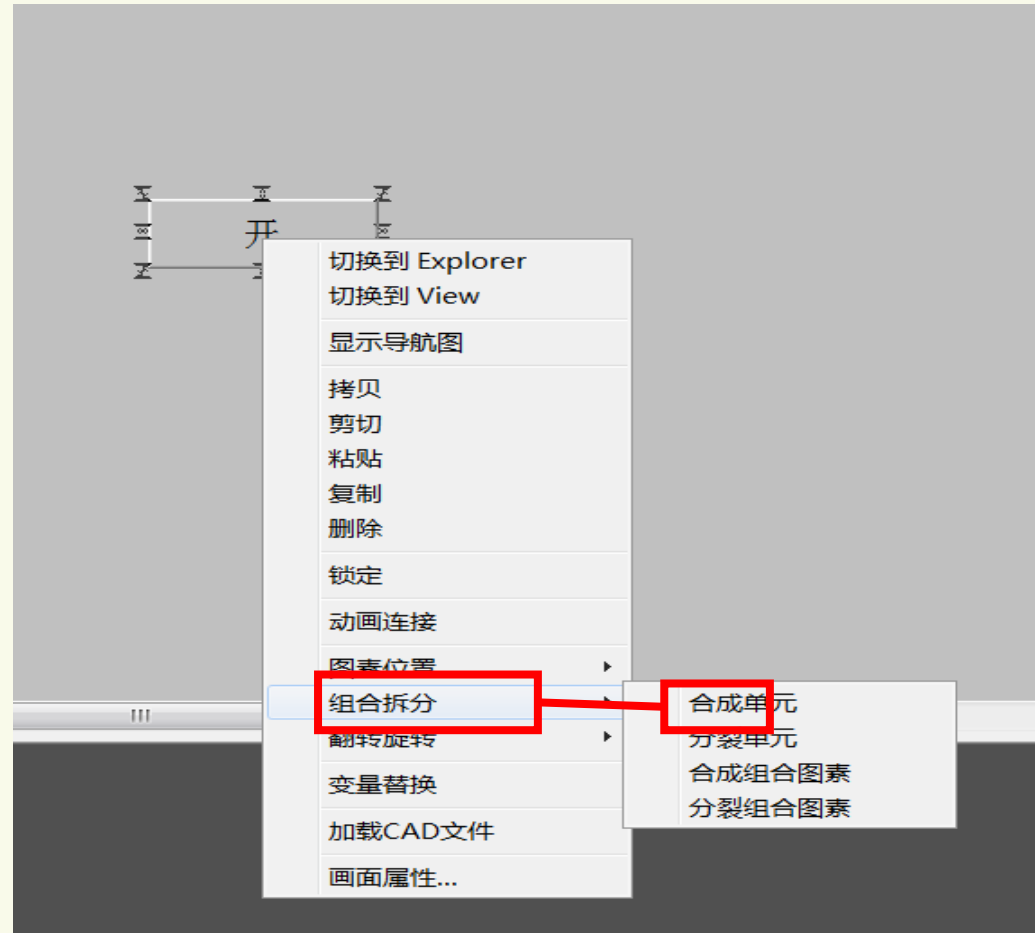 开
切换到 Explorer
切换到 View
显示导航图
拷贝
剪切
粘贴
复制
删除
锁定
动画连接
图素位置
组合拆分
翻转旋转
变量替换
加载CAD文件
画面属性...
合成单元
分裂单元
合成组合图素
分裂组合图素